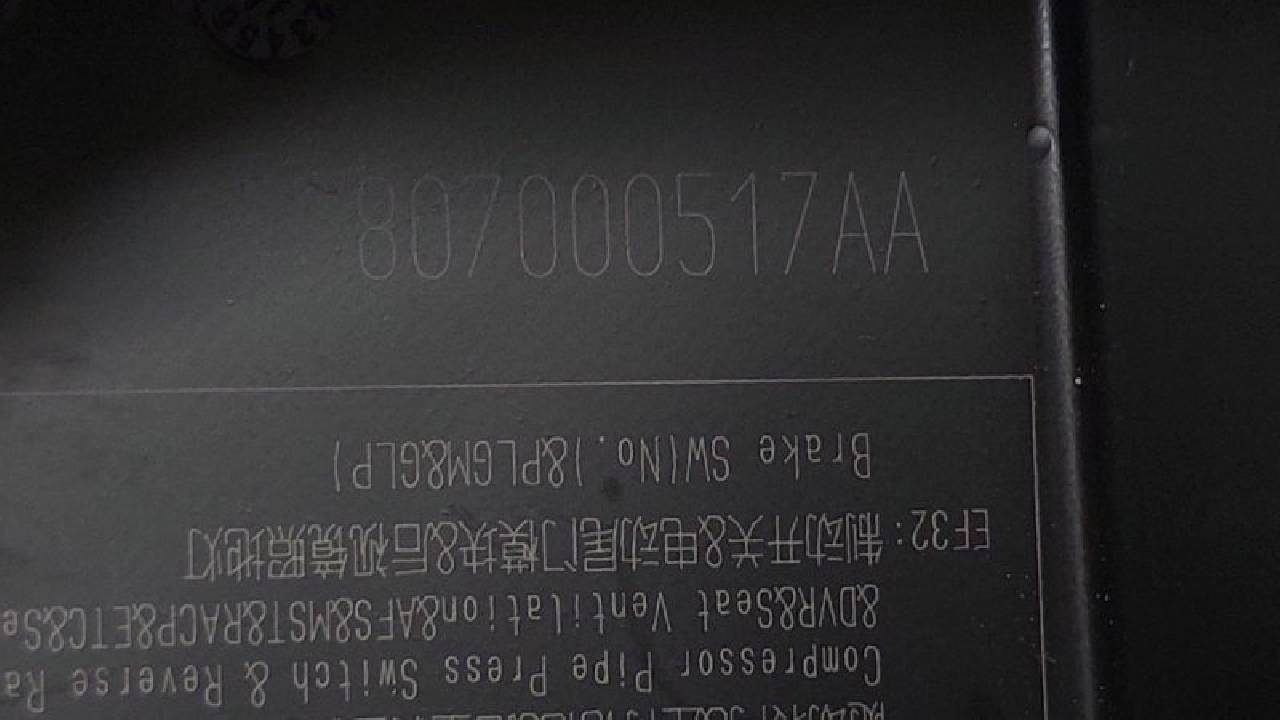 807000517AA
Compressor Pipe Press Switch & Reverse Ra
&DVR&Seat Ventilation&AFS&MST&RACP&ETC&Se
EF32: 制动开关&电动尾门模块&后视镜照地灯
Brake SW(No.)&PLGM&GLP)